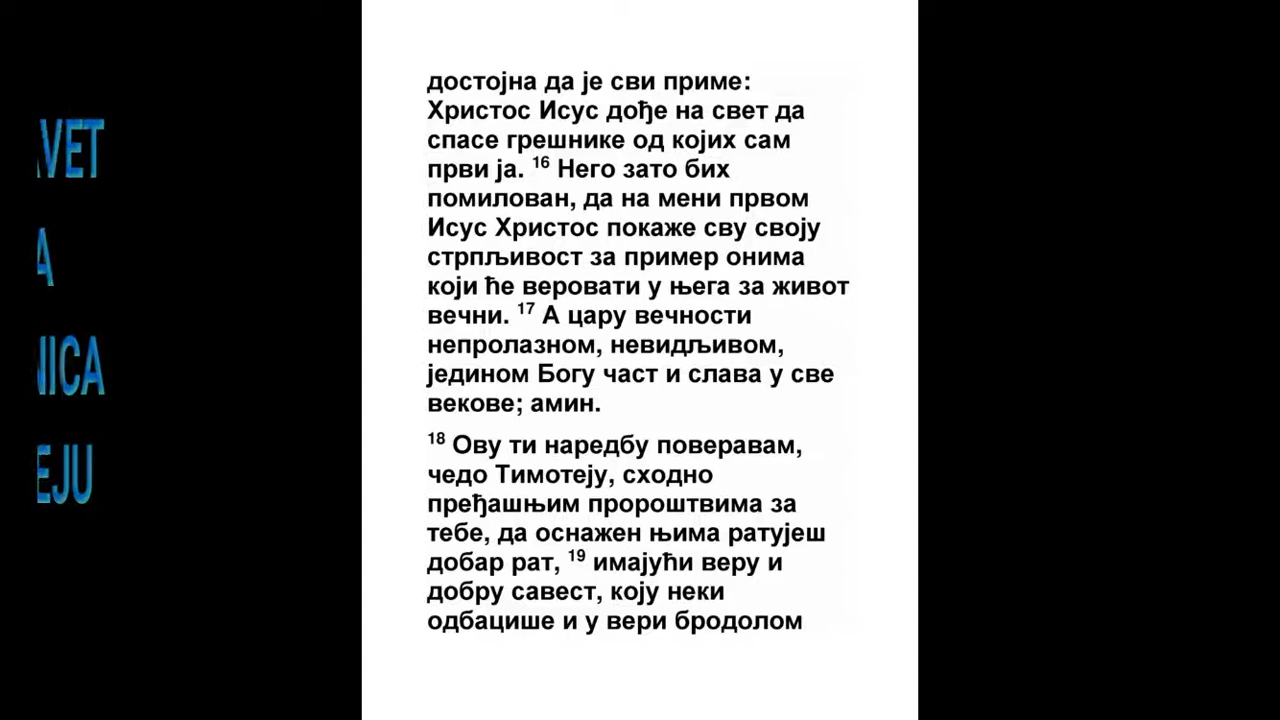 VET
A
NICA
EJU
достојна да је сви приме:
Христос Исус дође на свет да
спасе грешнике од којих сам
први ја. 16 Него зато бих
помилован, да на мени првом
Исус Христос покаже сву своју
стрпљивост за пример онима
који ће веровати у њега за живот
вечни. 17 А цару вечности
непролазном, невидљивом,
једином Богу част и слава у све
векове; амин.
18 Ову ти наредбу поверавам,
чедо Тимотеју, сходно
пређашњим пророштвима за
тебе, да оснажен њима ратујеш
добар рат, 19 имајући веру и
добру савест, коју неки
одбацише и у вери бродолом